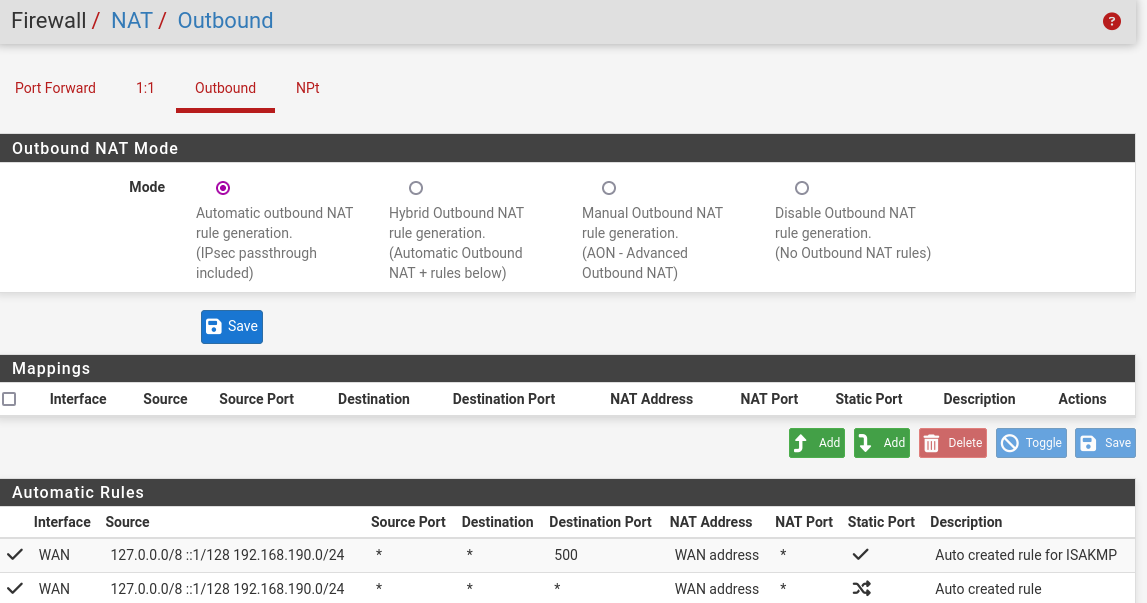 Firewall / NAT / Outbound
?
Port Forward 1:1 Outbound NPt
Outbound NAT Mode
Mode
Automatic outbound NAT
rule generation.
(IPsec passthrough
included)
Hybrid Outbound NAT
rule generation.
(Automatic Outbound
NAT + rules below)
Manual Outbound NAT
rule generation.
(AON - Advanced
Outbound NAT)
Disable Outbound NAT
rule generation.
(No Outbound NAT rules)
Save
Mappings
Interface Source Source Port Destination Destination Port NAT Address NAT Port Static Port Description Actions
Add Add Delete Toggle Save
Automatic Rules
Interface Source Source Port Destination Destination Port NAT Address NAT Port Static Port Description
WAN 127.0.0.0/8 ::1/128 192.168.190.0/24 * * 500 WAN address * Auto created rule for ISAKMP
WAN 127.0.0.0/8 ::1/128 192.168.190.0/24 * * * WAN address * Auto created rule